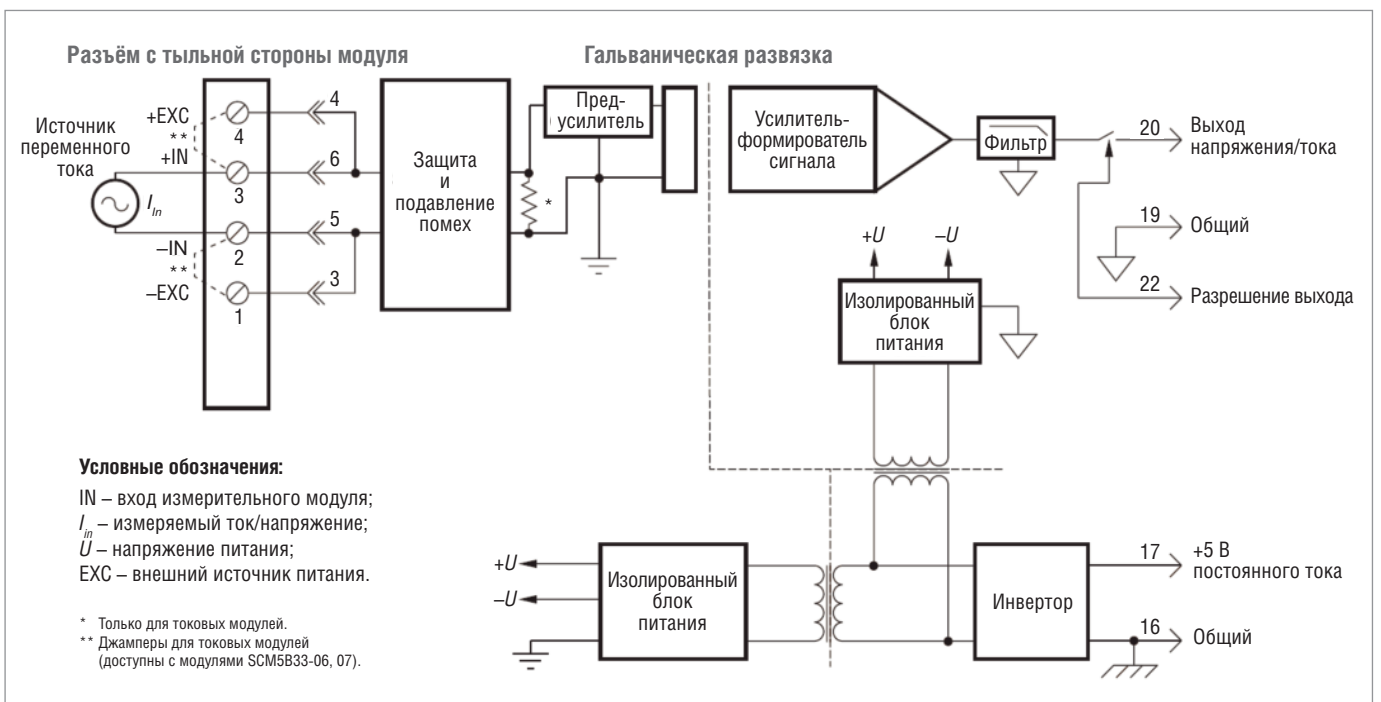 Разъём с тыльной стороны модуля
Гальваническая развязка
Источник
переменного
тока
I_In
+EXC
**
+IN
–IN
**
–EXC
4
3
2
1
4
6
5
3
Защита
и
подавление
помех
*
Пред-
усилитель
Усилитель-
формирователь
сигнала
Фильтр
20
Выход
напряжения/тока
19
Общий
22
Разрешение выхода
+U
–U
Изолированный
блок
питания
+U
–U
Изолированный
блок
питания
Инвертор
17
+5 В
постоянного тока
16
Общий
Условные обозначения:
IN – вход измерительного модуля;
I_in – измеряемый ток/напряжение;
U – напряжение питания;
EXC – внешний источник питания.
* Только для токовых модулей.
** Джамперы для токовых модулей
(доступны с модулями SCM5B33-06, 07).